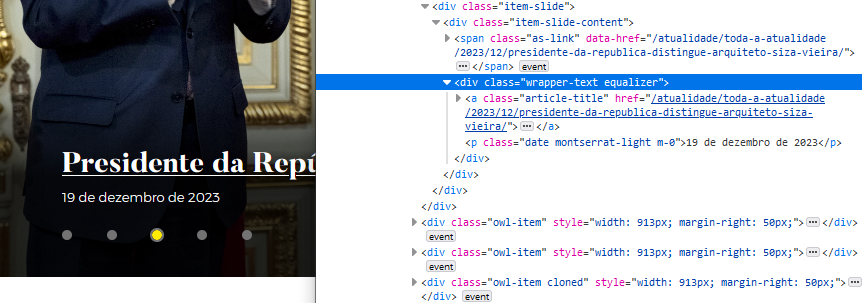 Presidente da Repú
19 de dezembro de 2023
<div class="item-slide">
<div class="item-slide-content">
<span class="as-link" data-href="/atualidade/toda-a-atualidade
/2023/12/presidente-da-republica-distingue-arquiteto-siza-vieira/">
</span> event
<div class="wrapper-text equalizer">
<a class="article-title" href="/atualidade/toda-a-atualidade
/2023/12/presidente-da-republica-distingue-arquiteto-siza-
vieira/"></a>
<p class="date montserrat-light m-0">19 de dezembro de 2023</p>
</div>
</div>
</div>
</div>
<div class="owl-item" style="width: 913px; margin-right: 50px;"></div>
event
<div class="owl-item" style="width: 913px; margin-right: 50px;"></div>
event
<div class="owl-item cloned" style="width: 913px; margin-right: 50px;">
</div> event